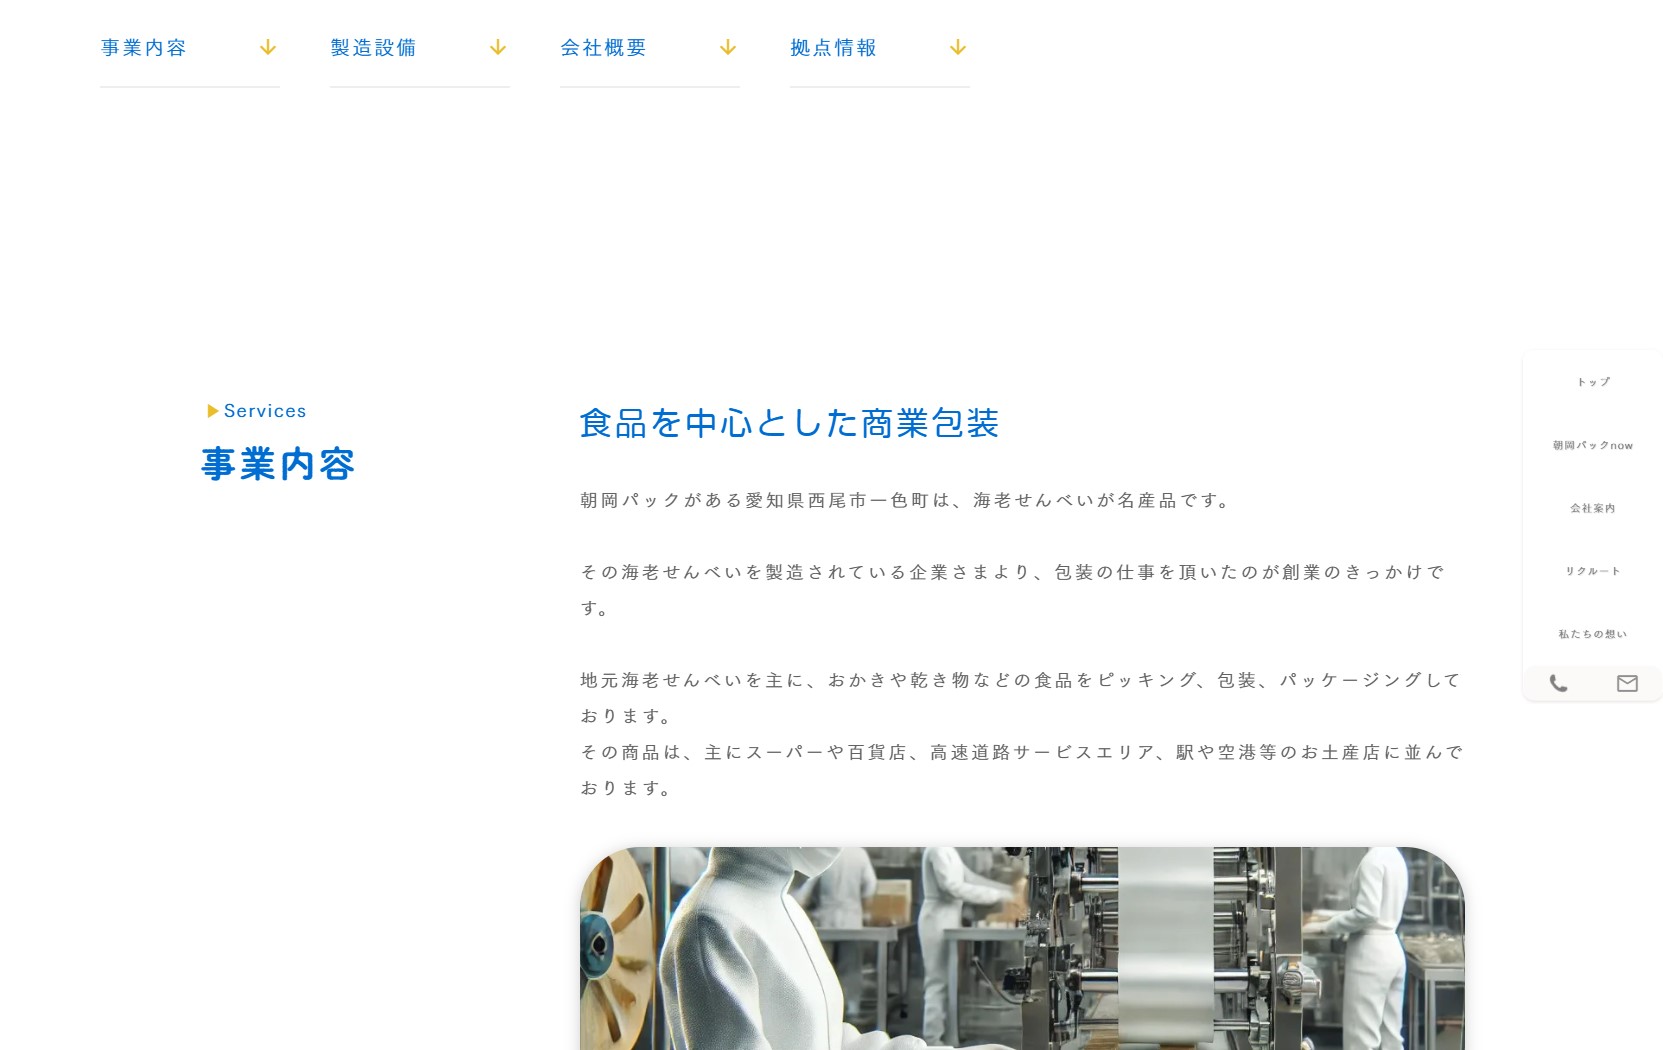 事業内容
製造設備
会社概要
拠点情報
Services
事業内容
食品を中心とした商業包装
朝岡パックがある愛知県西尾市一色町は、海老せんべいが名産品です。
その海老せんべいを製造されている企業さまより、包装の仕事を頂いたのが創業のきっかけで
す。
地元海老せんべいを主に、おかきや乾き物などの食品をピッキング、包装、パッケージングして
おります。
その商品は、主にスーパーや百貨店、高速道路サービスエリア、駅や空港等のお土産店に並んで
おります。
トップ
朝岡パックnow
会社案内
リクルート
私たちの想い